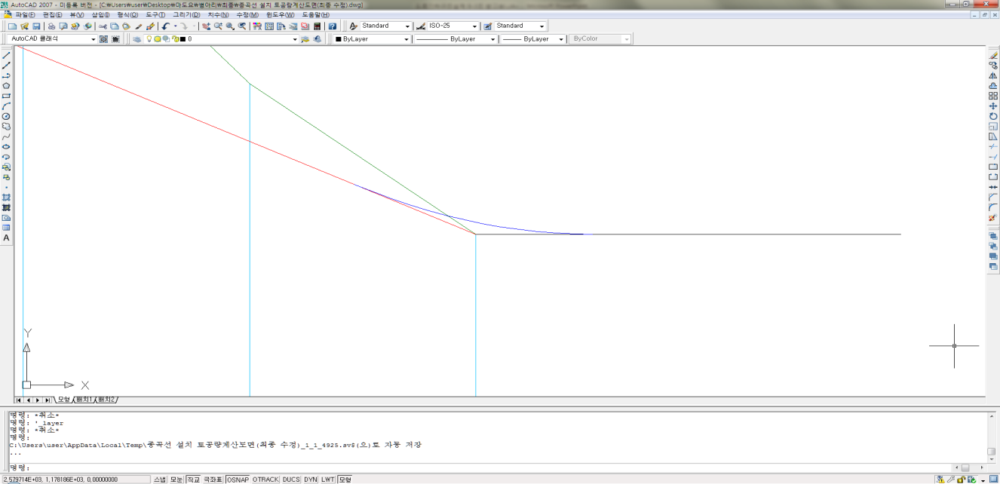 AutoCAD 2007 - 미등록 버전 - [C:₩Users₩user₩Desktop₩마토요₩병아리₩최종₩종곡선 설치 토공량계산도면(최종 수정).dwg]
파일(F) 편집(E) 뷰(V) 삽입(I) 형식(O) 도구(T) 그리기(D) 치수(N) 수정(M) 윈도우(W) 도움말(H)
Standard ISO-25 Standard
AutoCAD 클래식 0 ByLayer ByLayer ByLayer ByColor
A
Y
X
모형 배치1 배치2
명령: *취소*
명령: '_layer
명령: *취소*
명령:
C:\Users\user\AppData\Local\Temp\종곡선 설치 토공량계산도면(최종 수정)_1_1_4925.sv$(으)로 자동 저장
...
명령:
2.579714E+03, 1.178186E+03, 0.00000000 스냅 모눈 직교 극좌표 OSNAP OTRACK DUCS DYN LWT 모형